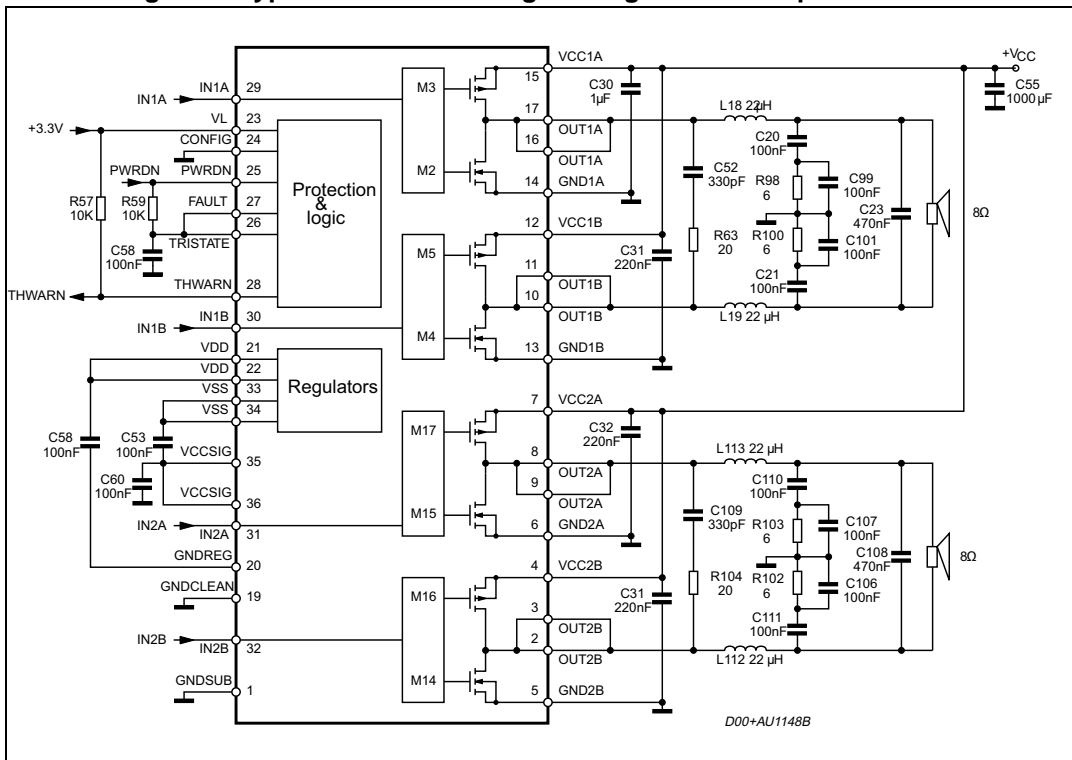 VCC1A
+VCC
IN1A
IN1A
29
M3
15
C30
1µF
C55
1000 µF
+3.3V
VL
23
CONFIG
24
PWRDN
PWRDN
25
R57
10K
R59
10K
FAULT
27
26
TRISTATE
C58
100nF
Protection
&
logic
THWARN
THWARN
28
M2
17
OUT1A
16
OUT1A
14
GND1A
L18 22µH
C20
100nF
C52
330pF
R98
6
C99
100nF
C23
470nF
8Ω
R63
20
R100
6
C101
100nF
C21
100nF
L19 22 µH
12
VCC1B
M5
C31
220nF
11
OUT1B
10
OUT1B
IN1B
IN1B
30
M4
13
GND1B
VDD
21
VDD
22
VSS
33
VSS
34
Regulators
C58
100nF
C53
100nF
C60
100nF
VCCSIG
35
VCCSIG
36
7
VCC2A
M17
C32
220nF
8
OUT2A
9
OUT2A
IN2A
IN2A
31
M15
6
GND2A
L113 22 µH
C110
100nF
C109
330pF
R103
6
C107
100nF
C108
470nF
8Ω
R104
20
R102
6
C106
100nF
C111
100nF
L112 22 µH
GNDREG
20
GNDCLEAN
19
4
VCC2B
M16
C31
220nF
3
OUT2B
2
OUT2B
IN2B
IN2B
32
M14
GNDSUB
1
5
GND2B
D00+AU1148B